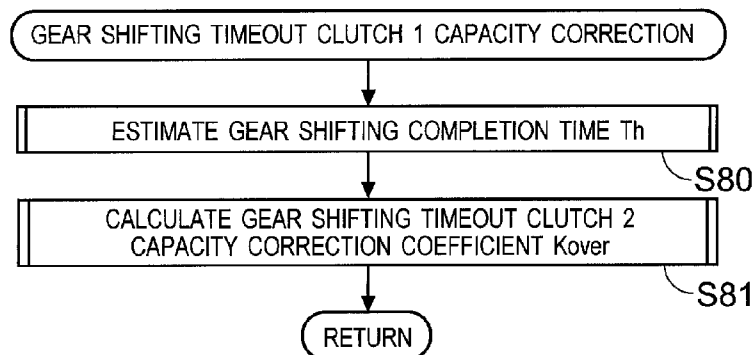 GEAR SHIFTING TIMEOUT CLUTCH 1 CAPACITY CORRECTION
ESTIMATE GEAR SHIFTING COMPLETION TIME Th
S80
CALCULATE GEAR SHIFTING TIMEOUT CLUTCH 2
CAPACITY CORRECTION COEFFICIENT Kover
S81
RETURN